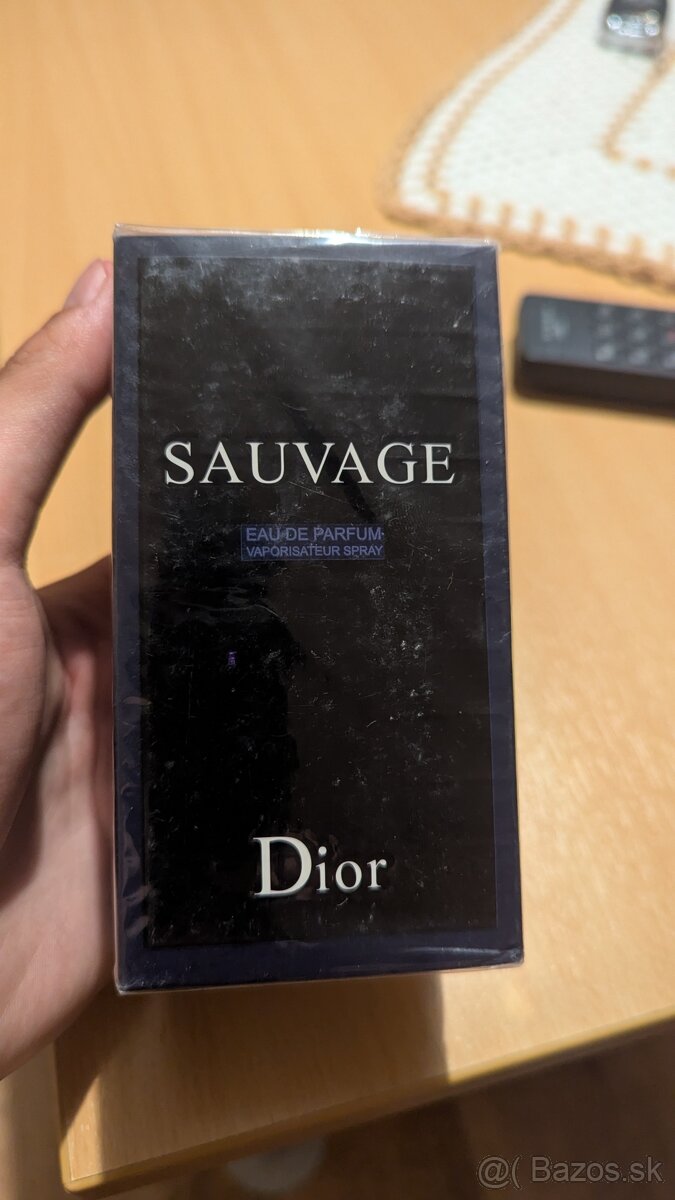 SAUVAGE
EAU DE PARFUM
VAPORISATEUR SPRAY
Dior
@( Bazos.sk